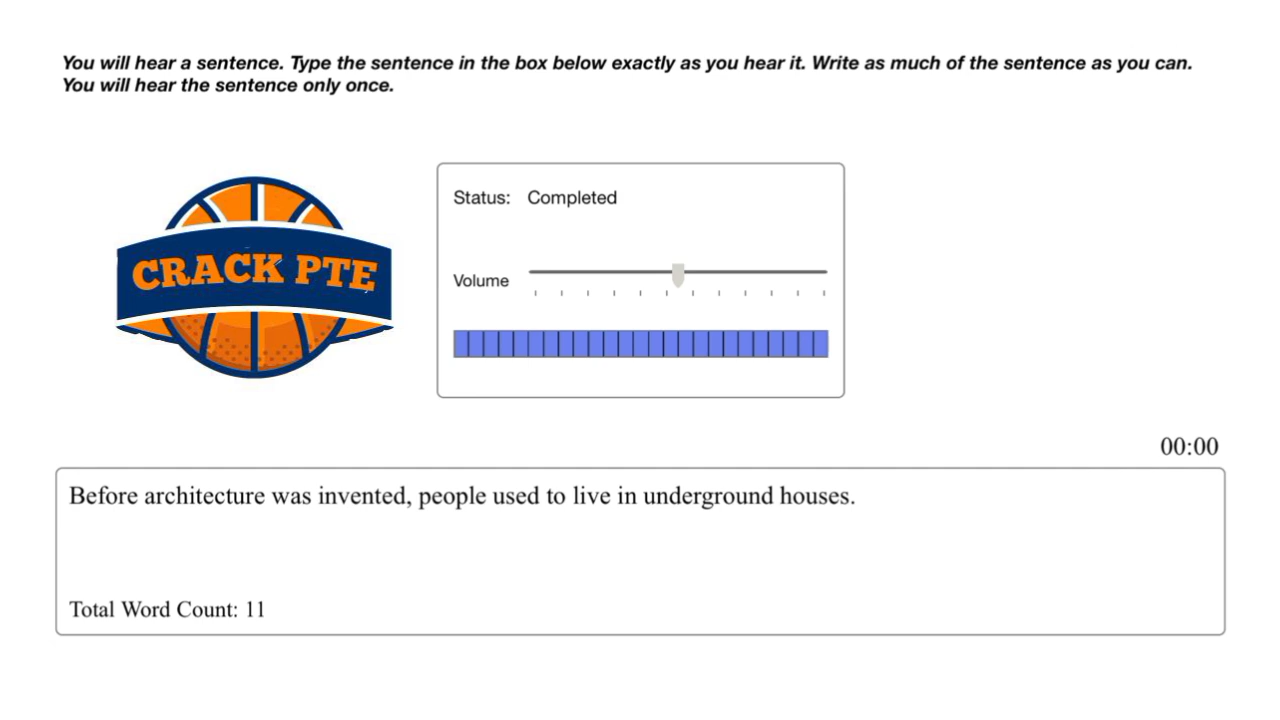 You will hear a sentence. Type the sentence in the box below exactly as you hear it. Write as much of the sentence as you can.
You will hear the sentence only once.
CRACK PTE
Status: Completed
Volume
00:00
Before architecture was invented, people used to live in underground houses.
Total Word Count: 11